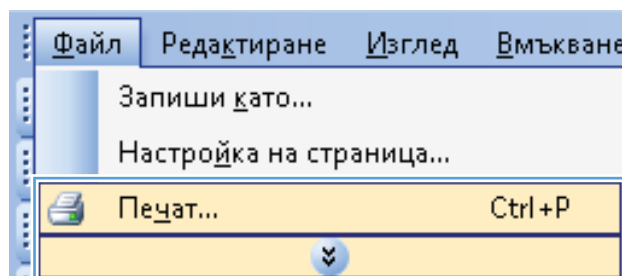 Файл Редактиране Изглед Вмъкване
Запиши като...
Настройка на страница...
Печат... Ctrl+P